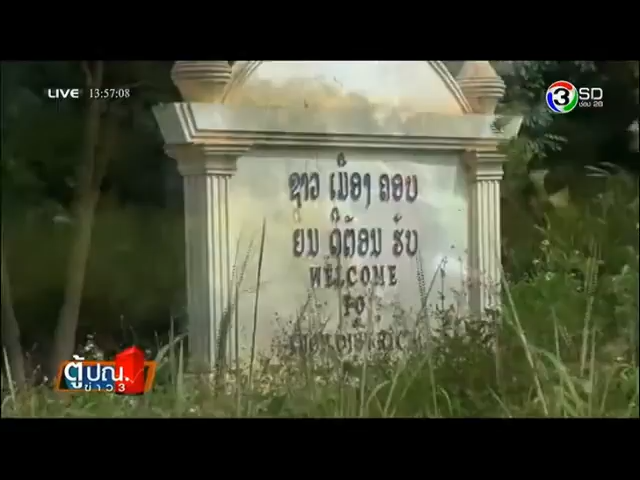 LIVE 13:57:08
3 SD
ช่อง 28
ຊາວ ເມືອງ ຄອບ
ຍິນ ດີຕ້ອນ ຮັບ
WELCOME
TO
ตู้ปณ.
ข่าว3